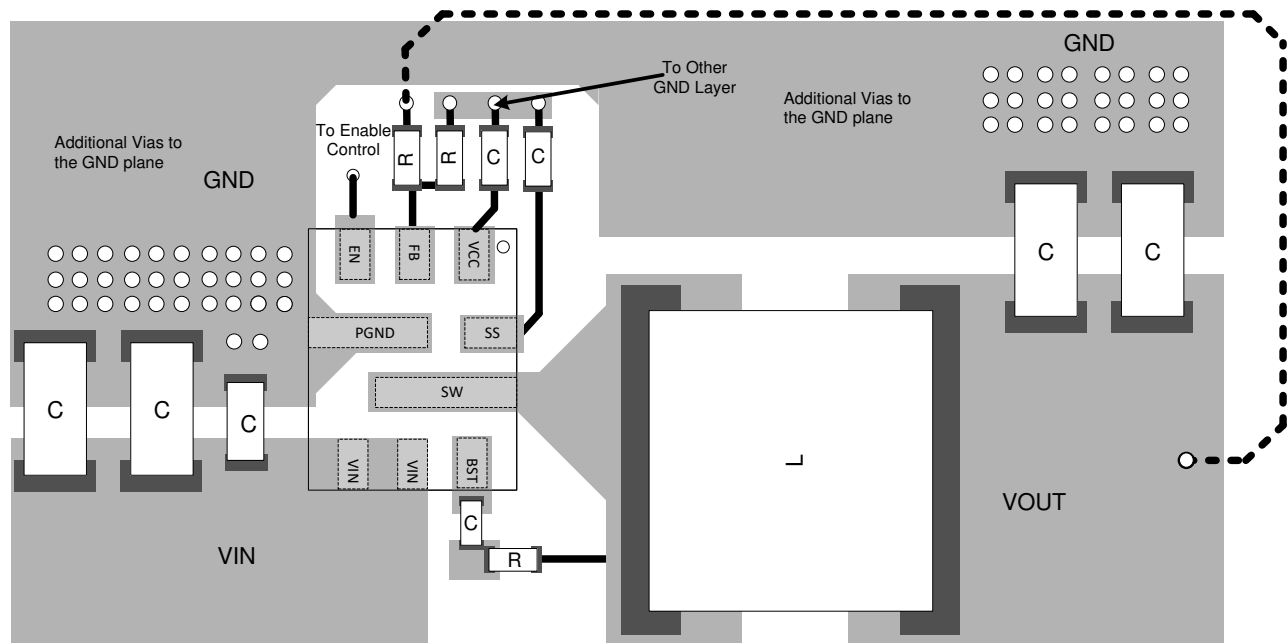 GND
To Other
GND Layer
Additional Vias to
the GND plane
To Enable
Control
Additional Vias to
the GND plane
GND
R
R
C
C
C
C
EN
FB
VCC
PGND
SS
SW
C
C
C
VIN
VIN
BST
L
VOUT
C
R
VIN